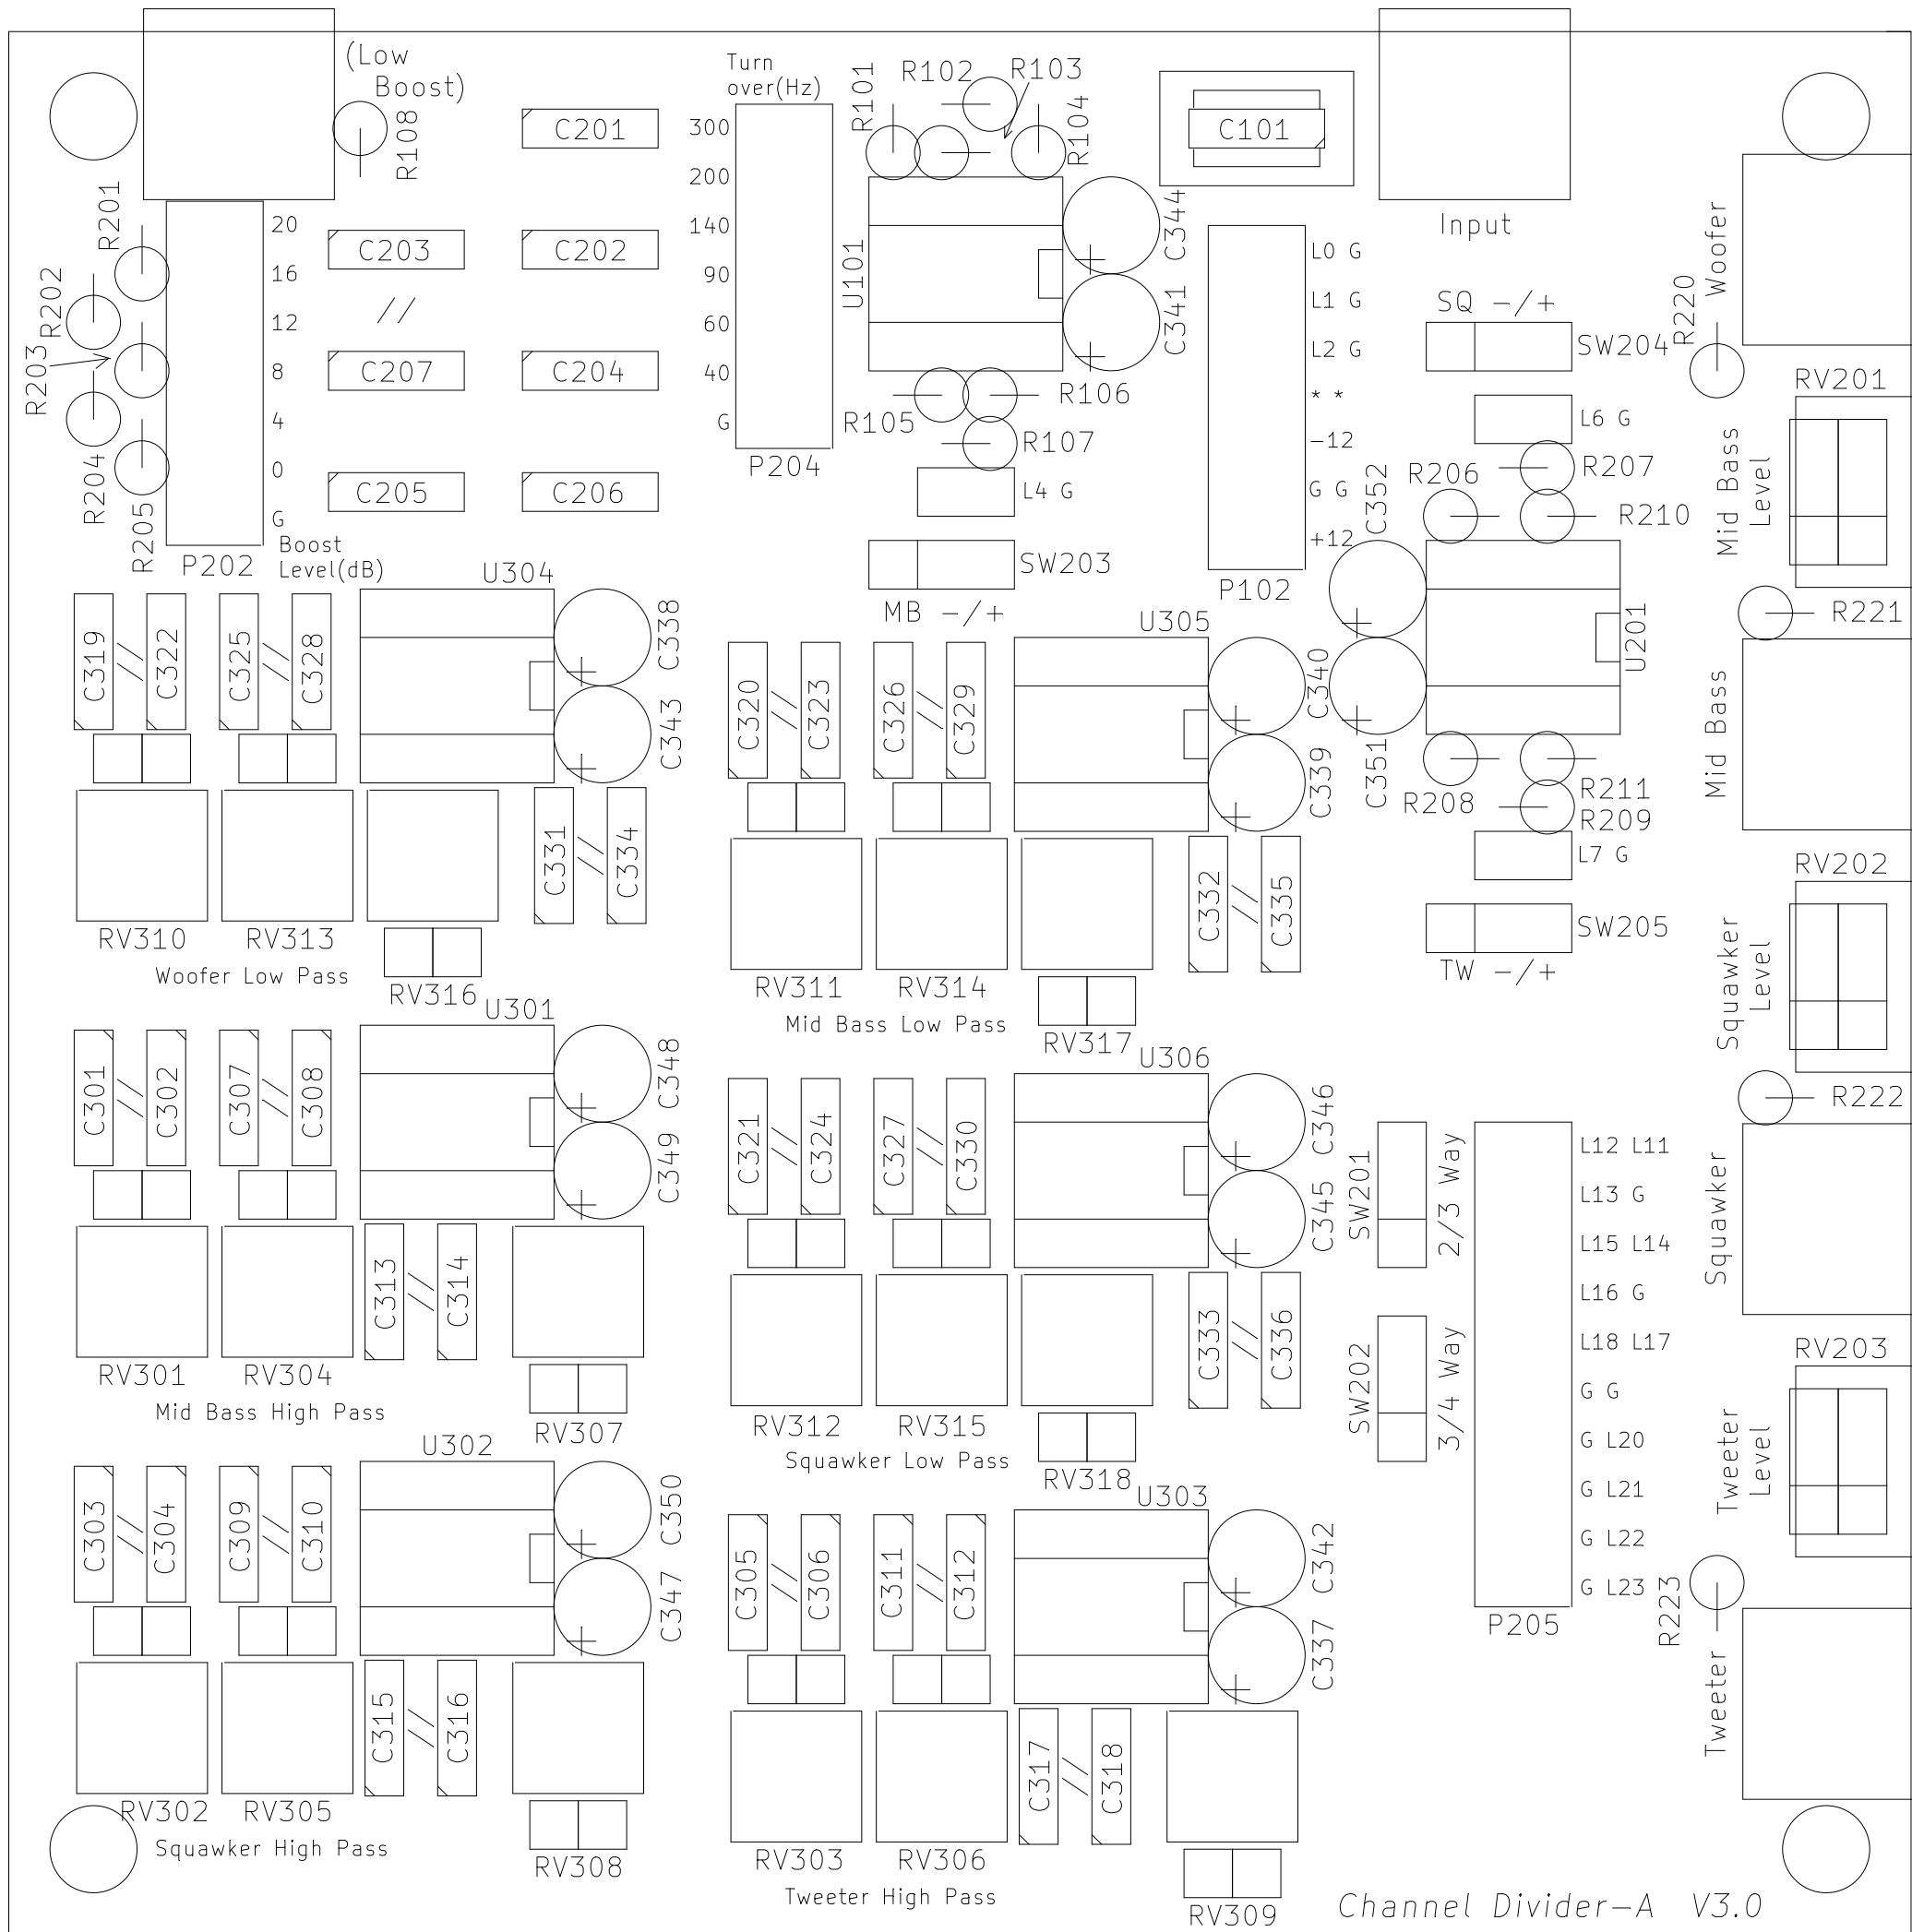 (Low
Boost)
R108
C201
Turn
over(Hz)
300
200
140
90
60
40
G
P204
R101
R102
R103
R104
C101
Input
Woofer
R220
R201
R202
R203
R204
R205
20
16
12
8
4
0
G
P202
Boost
Level(dB)
C203
C202
//
C207
C204
C205
C206
U101
C344
C341
R105
R106
R107
L4 G
SW203
MB -/+
L0 G
L1 G
L2 G
* *
-12
G G
+12
P102
SQ -/+
SW204
L6 G
R206
R207
R210
C352
U201
C351
R208
R211
R209
L7 G
SW205
TW -/+
RV201
Mid Bass
Level
R221
Mid Bass
RV202
Squawker
Level
R222
Squawker
RV203
Tweeter
Level
R223
Tweeter
U304
C319
//
C322
C325
//
C328
C338
C343
C331
//
C334
RV310
RV313
RV316
Woofer Low Pass
U305
C320
//
C323
C326
//
C329
C340
C339
C332
//
C335
RV311
RV314
RV317
Mid Bass Low Pass
U301
C301
//
C302
C307
//
C308
C348
C349
C313
//
C314
RV301
RV304
RV307
Mid Bass High Pass
U306
C321
//
C324
C327
//
C330
C346
C345
C333
//
C336
RV312
RV315
RV318
Squawker Low Pass
SW201
2/3 Way
SW202
3/4 Way
L12 L11
L13 G
L15 L14
L16 G
L18 L17
G G
G L20
G L21
G L22
G L23
P205
U302
C303
//
C304
C309
//
C310
C350
C347
C315
//
C316
RV302
RV305
RV308
Squawker High Pass
U303
C305
//
C306
C311
//
C312
C342
C337
C317
//
C318
RV303
RV306
RV309
Tweeter High Pass
Channel Divider-A V3.0